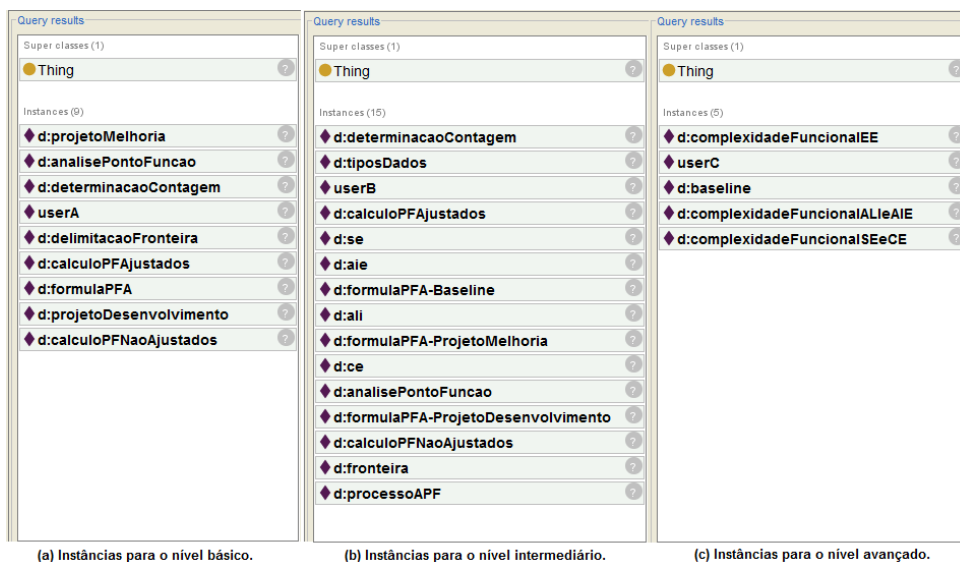 Query results
Super classes (1)
Thing
?
Instances (9)
d:projetoMelhoria
?
d:analisePontoFuncao
?
d:determinacaoContagem
?
userA
?
d:delimitacaoFronteira
?
d:calculoPFAjustados
?
d:formulaPFA
?
d:projetoDesenvolvimento
?
d:calculoPFNaoAjustados
?
(a) Instâncias para o nível básico.
Query results
Super classes (1)
Thing
?
Instances (15)
d:determinacaoContagem
?
d:tiposDados
?
userB
?
d:calculoPFAjustados
?
d:se
?
d:aie
?
d:formulaPFA-Baseline
?
d:ali
?
d:formulaPFA-ProjetoMelhoria
?
d:ce
?
d:analisePontoFuncao
?
d:formulaPFA-ProjetoDesenvolvimento
?
d:calculoPFNaoAjustados
?
d:fronteira
?
d:processoAPF
?
(b) Instâncias para o nível intermediário.
Query results
Super classes (1)
Thing
?
Instances (5)
d:complexidadeFuncionalEE
?
userC
?
d:baseline
?
d:complexidadeFuncionalALIeAIE
?
d:complexidadeFuncionalSEeCE
?
(c) Instâncias para o nível avançado.